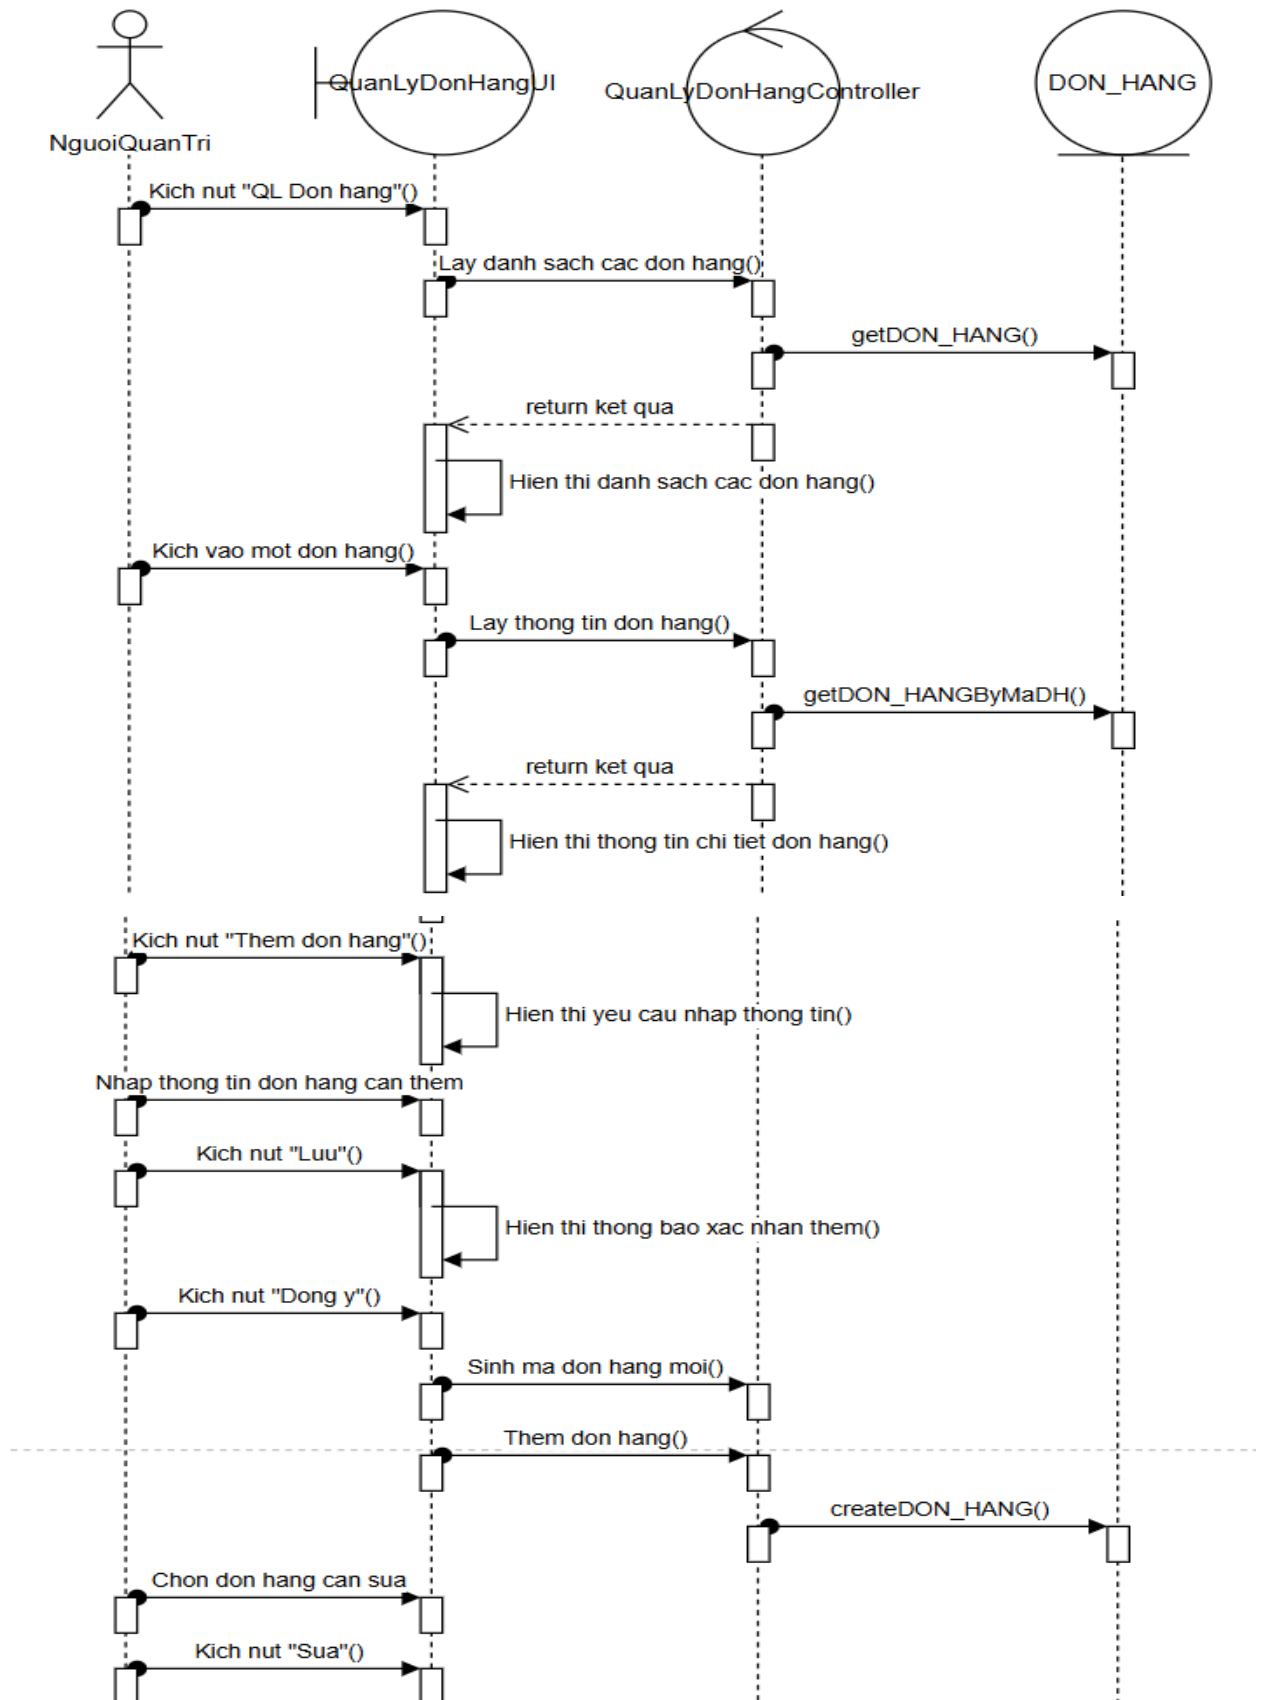 QuanLyDonHangUI
QuanLyDonHangController
DON_HANG
NguoiQuanTri
Kich nut "QL Don hang"()
Lay danh sach cac don hang()
getDON_HANG()
return ket qua
Hien thi danh sach cac don hang()
Kich vao mot don hang()
Lay thong tin don hang()
getDON_HANGByMaDH()
return ket qua
Hien thi thong tin chi tiet don hang()
Kich nut "Them don hang"()
Hien thi yeu cau nhap thong tin()
Nhap thong tin don hang can them
Kich nut "Luu"()
Hien thi thong bao xac nhan them()
Kich nut "Dong y"()
Sinh ma don hang moi()
Them don hang()
createDON_HANG()
Chon don hang can sua
Kich nut "Sua"()